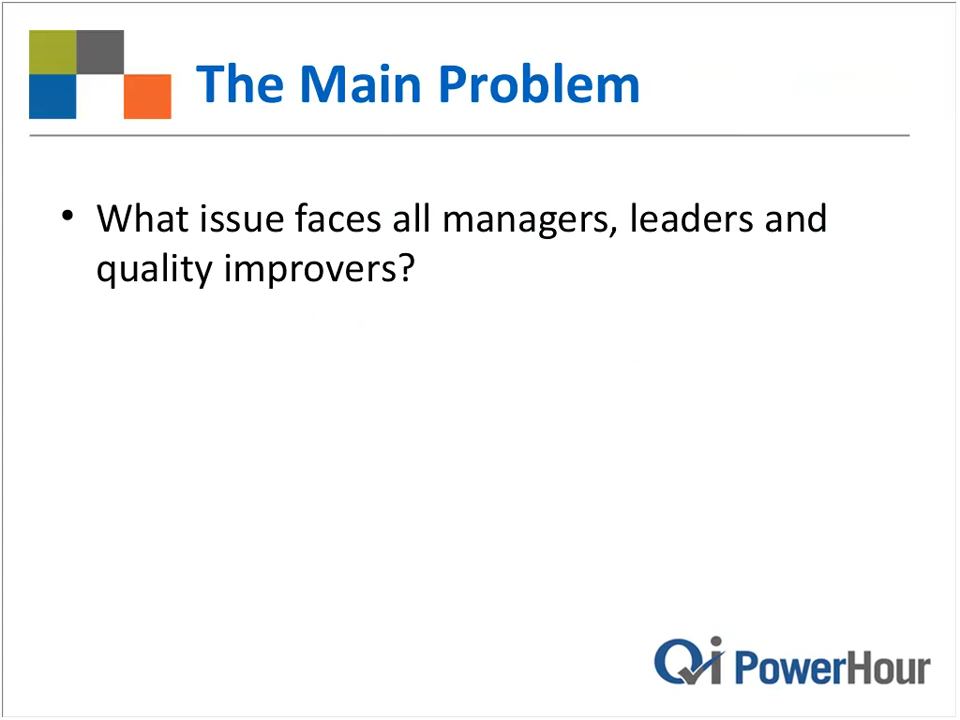 The Main Problem
• What issue faces all managers, leaders and
quality improvers?
Qi PowerHour